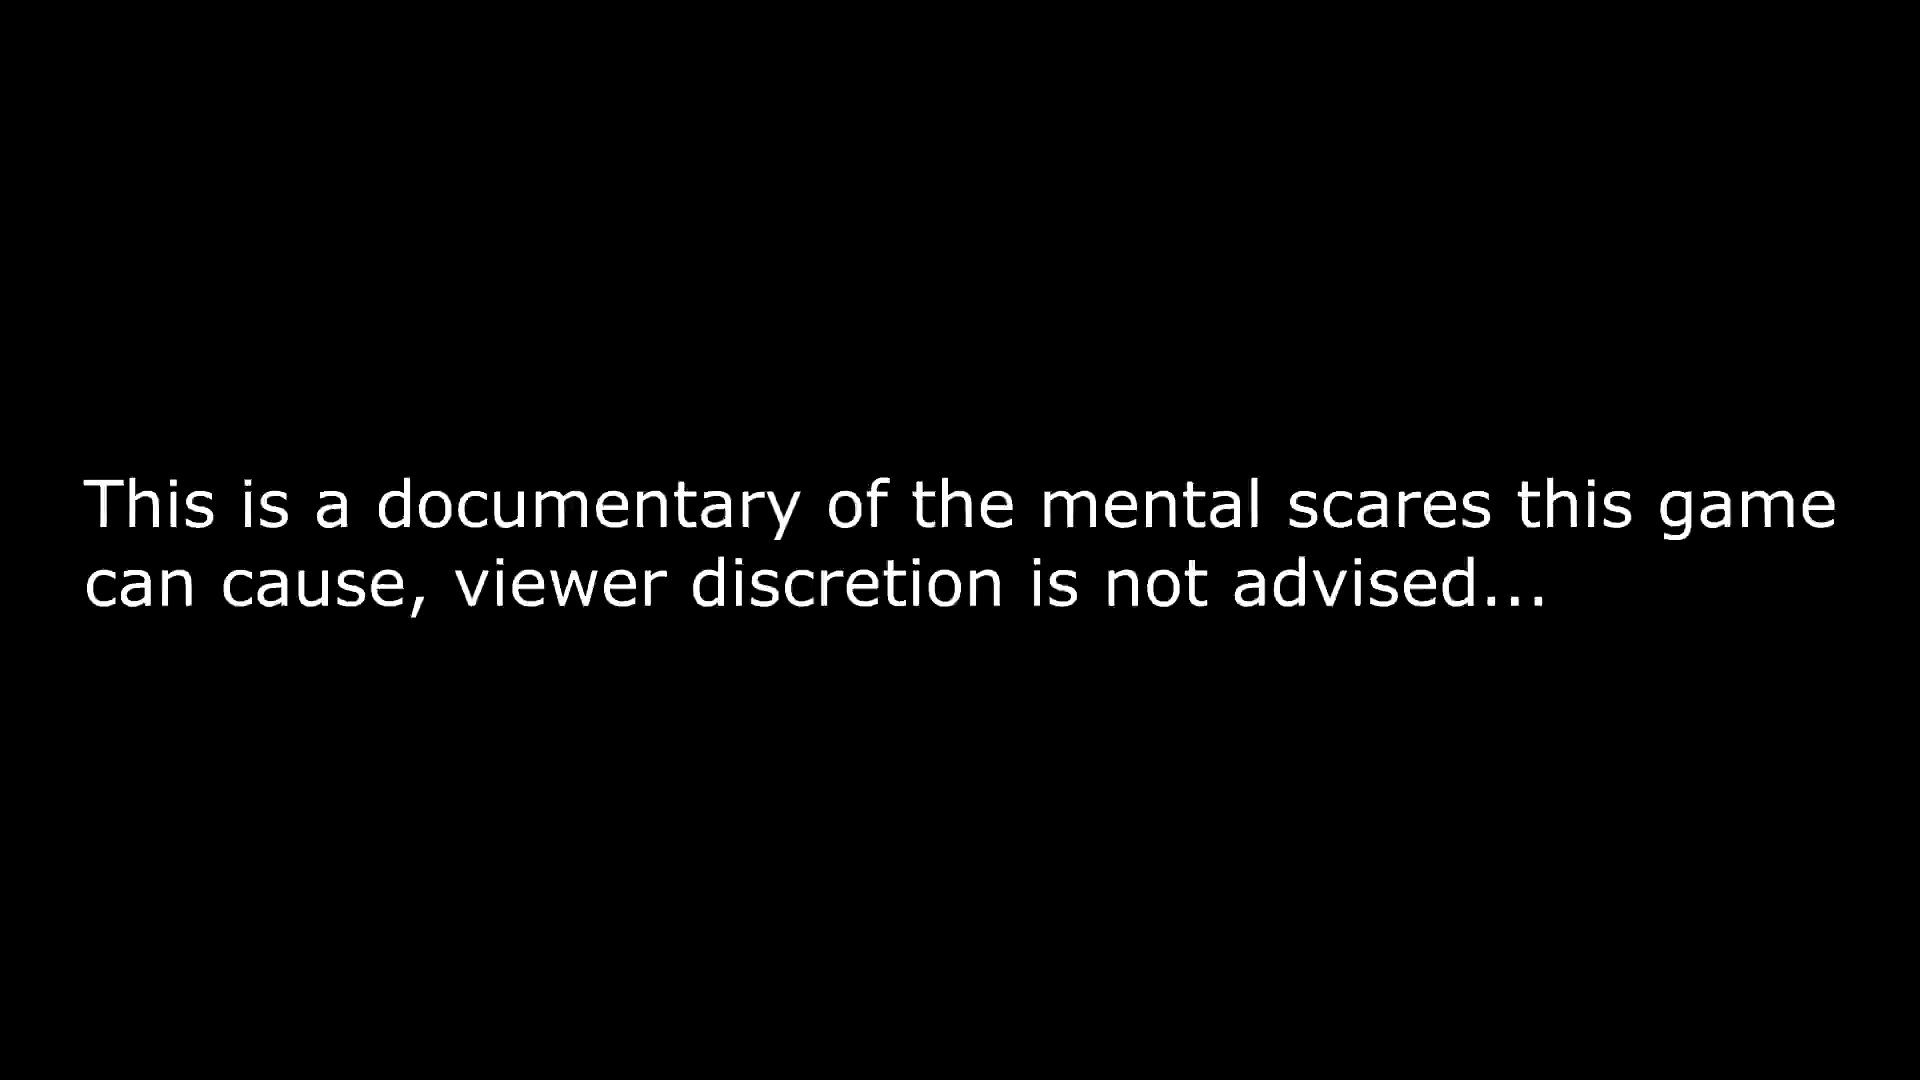 This is a documentary of the mental scares this game
can cause, viewer discretion is not advised...